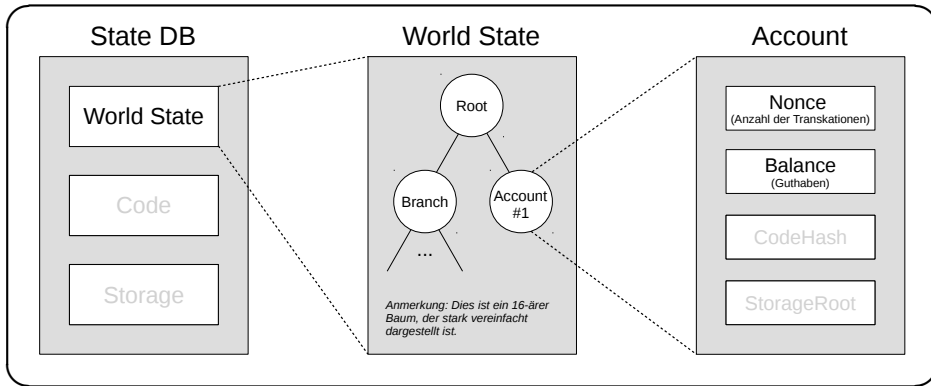 State DB
World State
Code
Storage
World State
Root
Branch
Account
#1
...
Anmerkung: Dies ist ein 16-ärer
Baum, der stark vereinfacht
dargestellt ist.
Account
Nonce
(Anzahl der Transkationen)
Balance
(Guthaben)
CodeHash
StorageRoot